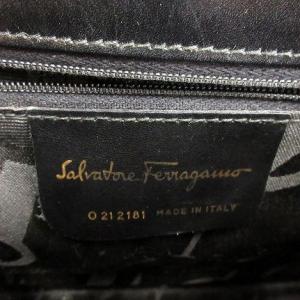 Salvatore Ferragamo
O 21 2181 MADE IN ITALY